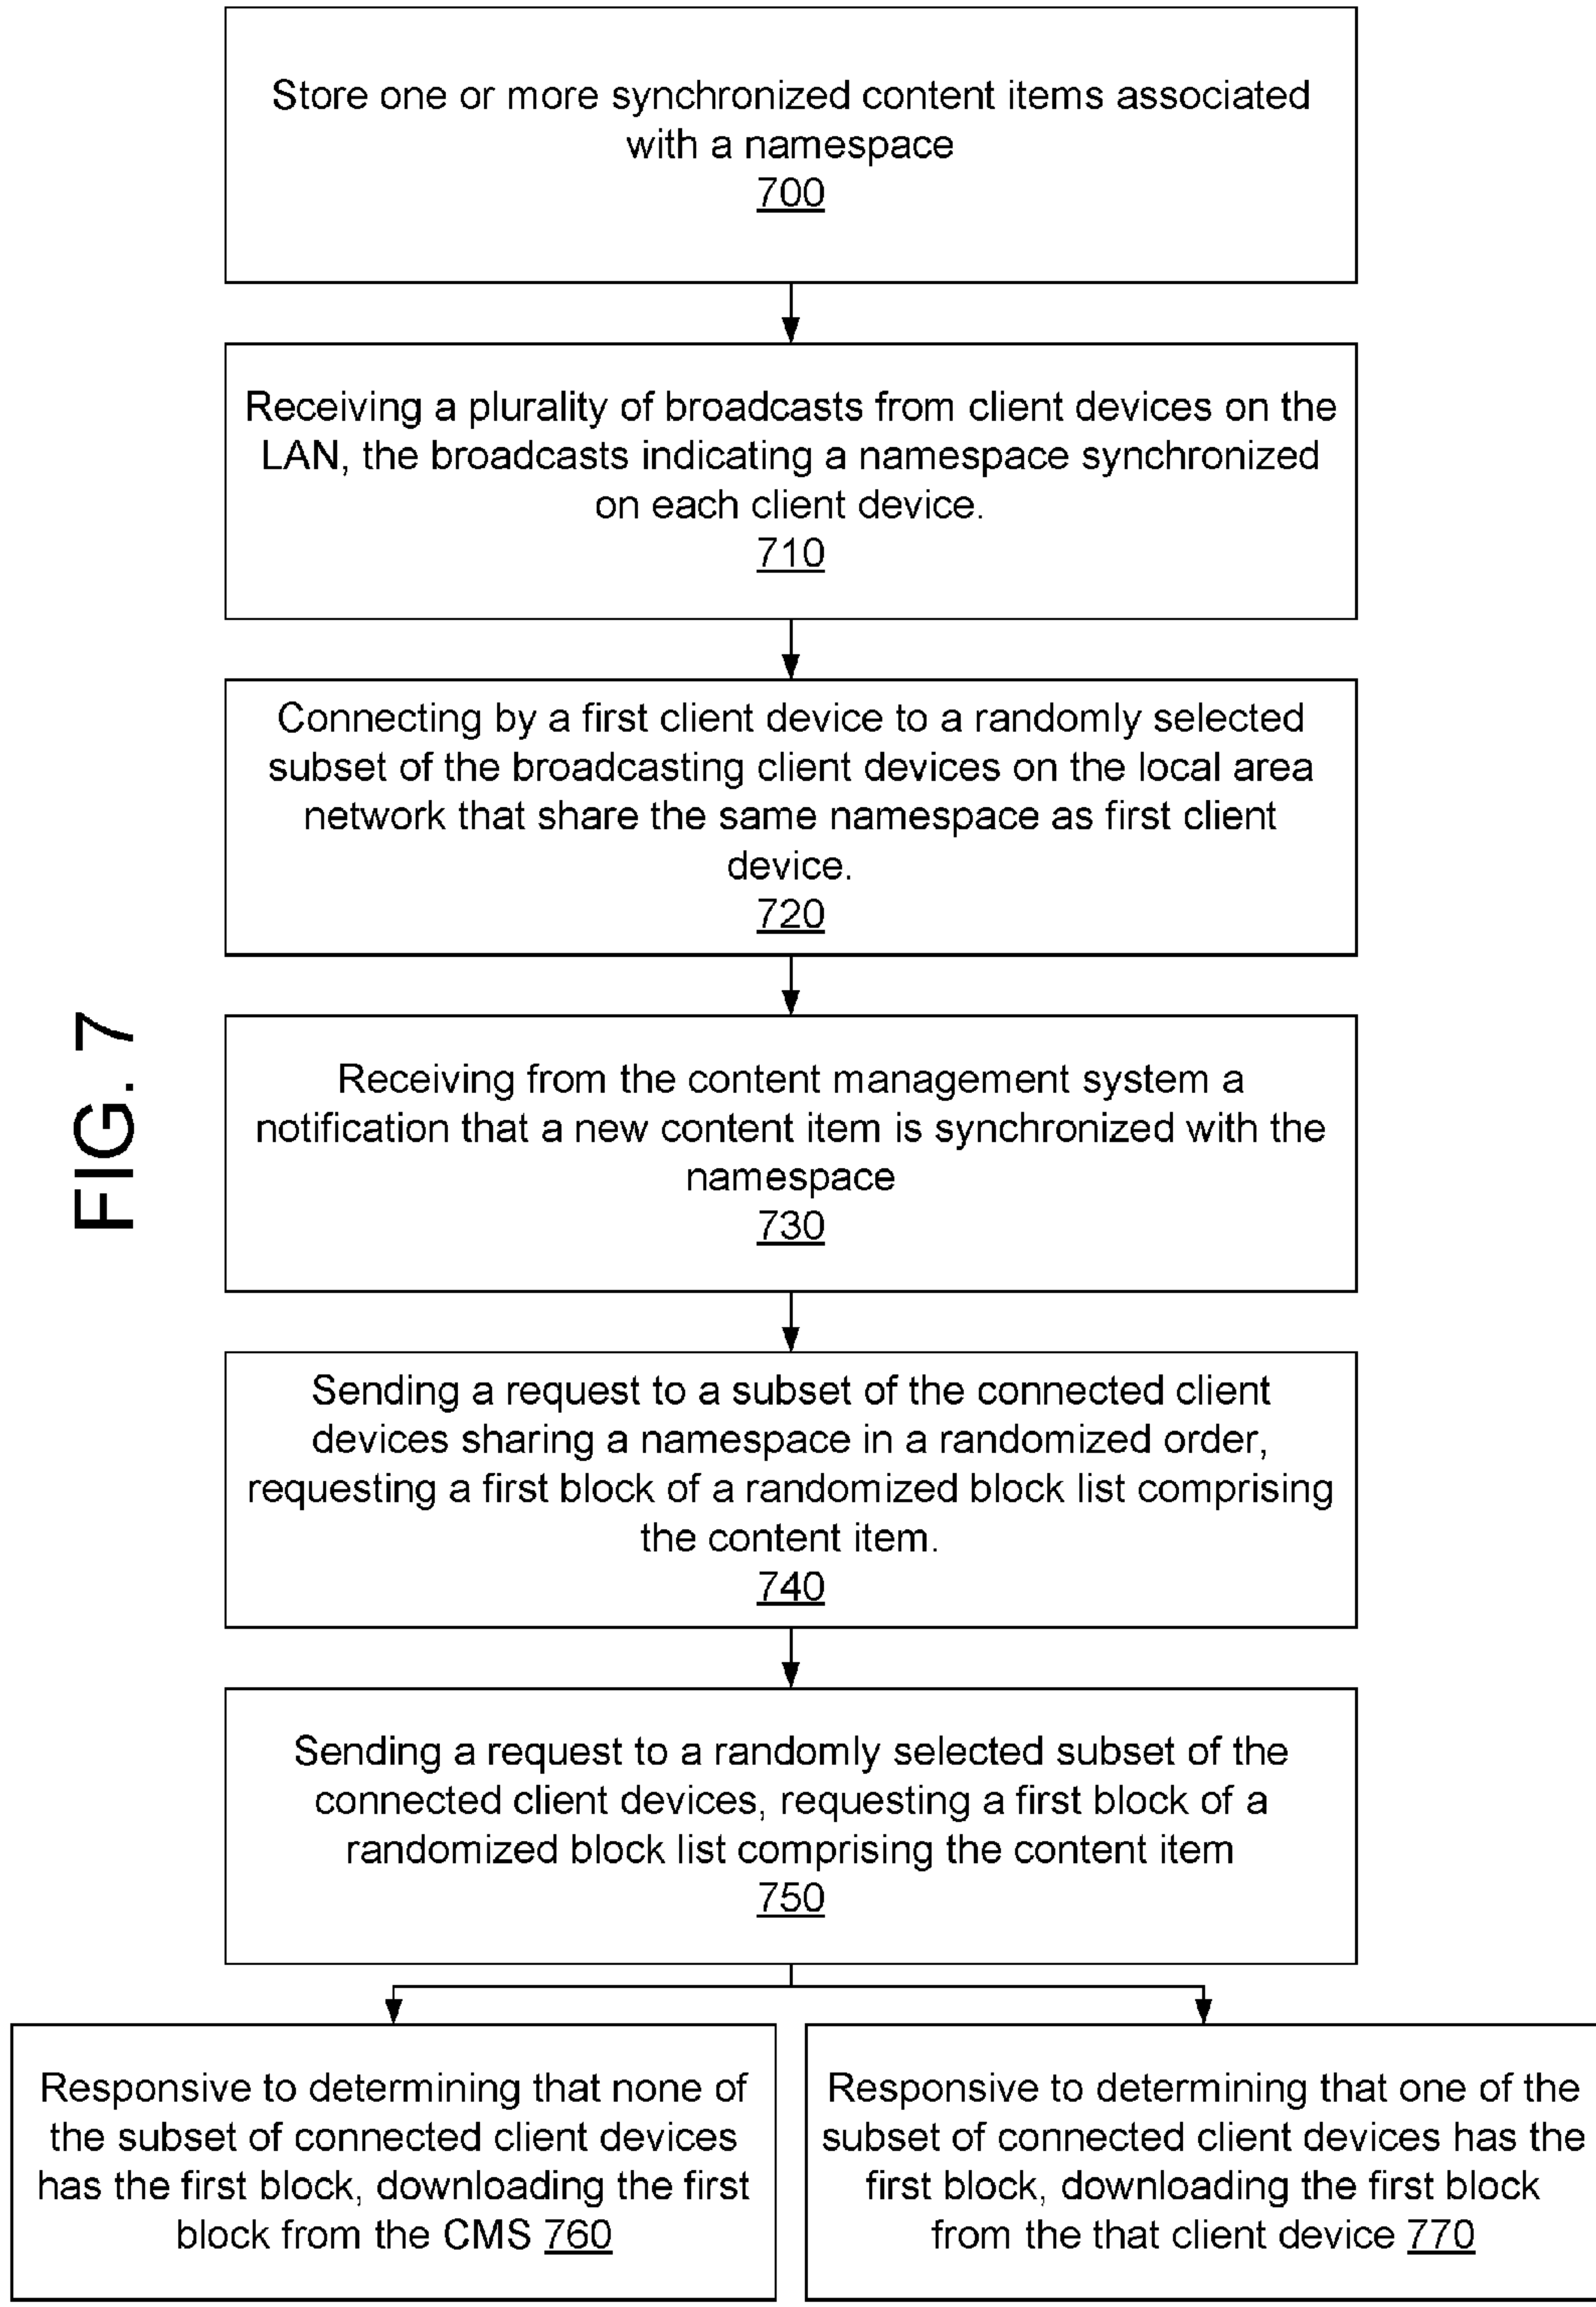 Store one or more synchronized content items associated
with a namespace
700
Receiving a plurality of broadcasts from client devices on the
LAN, the broadcasts indicating a namespace synchronized
on each client device.
710
Connecting by a first client device to a randomly selected
subset of the broadcasting client devices on the local area
network that share the same namespace as first client
device.
720
FIG. 7
Receiving from the content management system a
notification that a new content item is synchronized with the
namespace
730
Sending a request to a subset of the connected client
devices sharing a namespace in a randomized order,
requesting a first block of a randomized block list comprising
the content item.
740
Sending a request to a randomly selected subset of the
connected client devices, requesting a first block of a
randomized block list comprising the content item
750
Responsive to determining that none of
the subset of connected client devices
has the first block, downloading the first
block from the CMS 760
Responsive to determining that one of the
subset of connected client devices has the
first block, downloading the first block
from the that client device 770